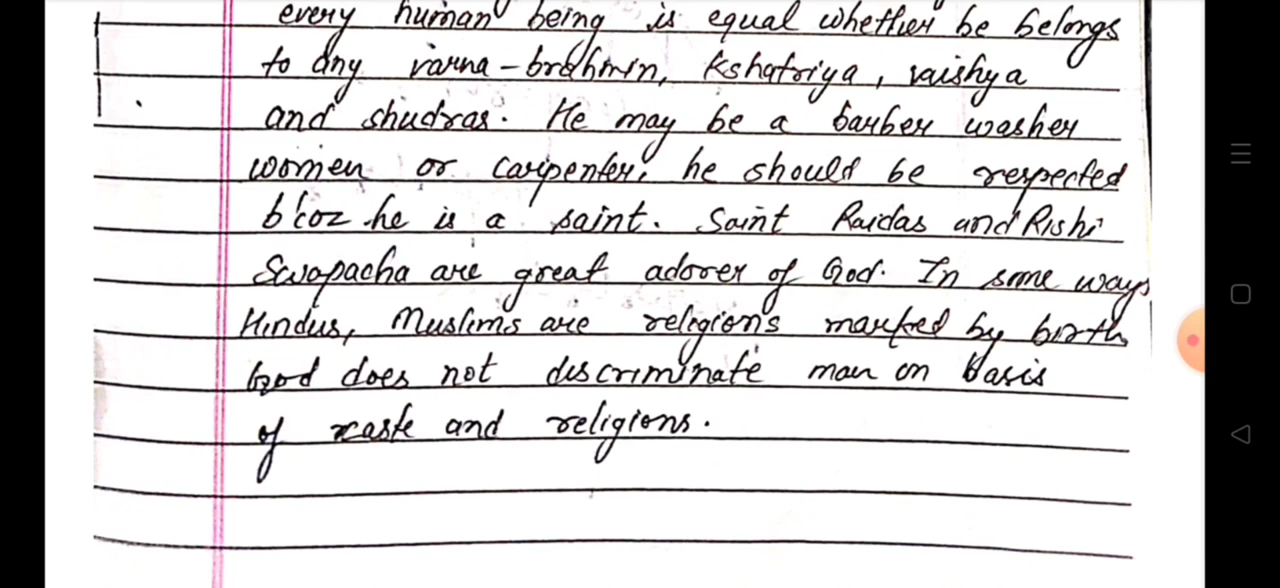 every human being is equal whether be belongs
to any varna - brahmin, kshatriya, vaishya
and shudras. He may be a barber washer
women or carpenter, he should be respected
b'coz he is a saint. Saint Raidas and Rishi
Swapacha are great adorer of God. In same ways
Hindus, Muslims are religions marked by birth
God does not discriminate man on basis
of caste and religions.